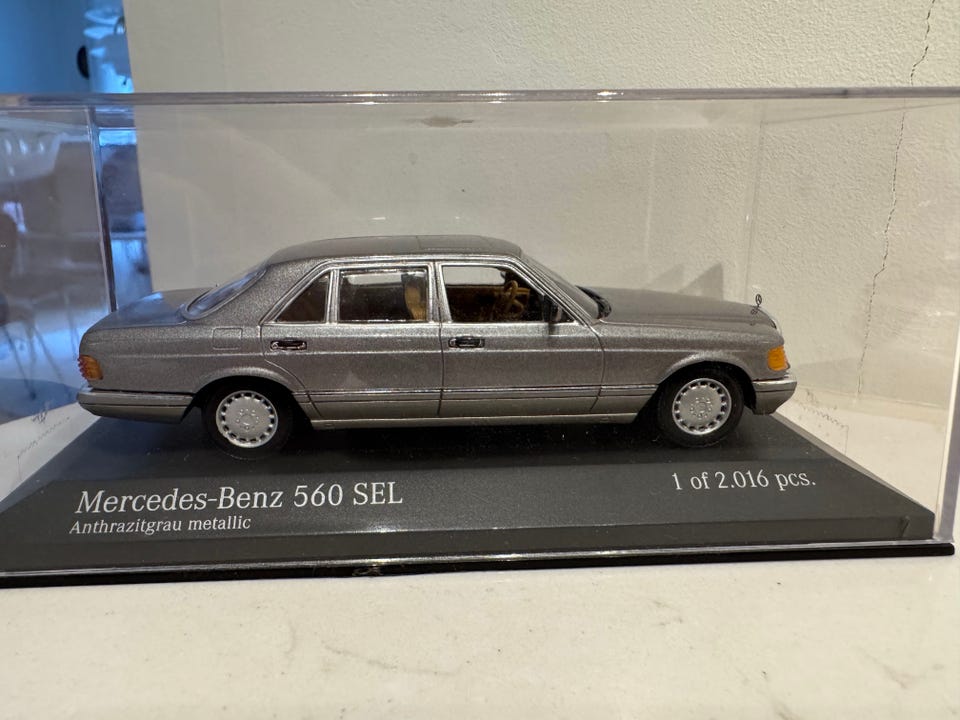 Mercedes-Benz 560 SEL
Anthrazitgrau metallic
1 of 2.016 pcs.